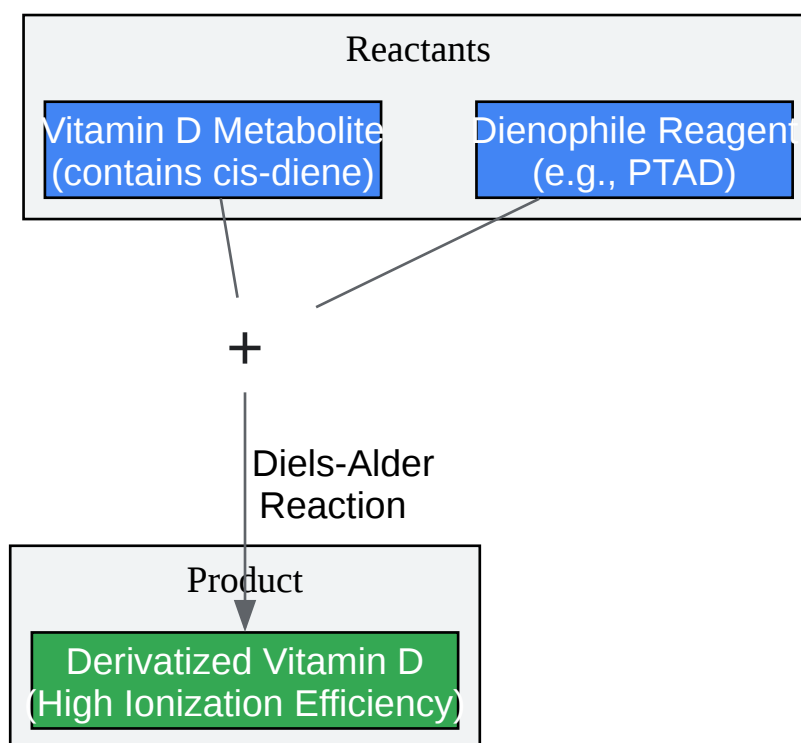 Reactants
Vitamin D Metabolite
(contains cis-diene)
Dienophile Reagent
(e.g., PTAD)
+
Diels-Alder
Reaction
Product
Derivatized Vitamin D
(High Ionization Efficiency)